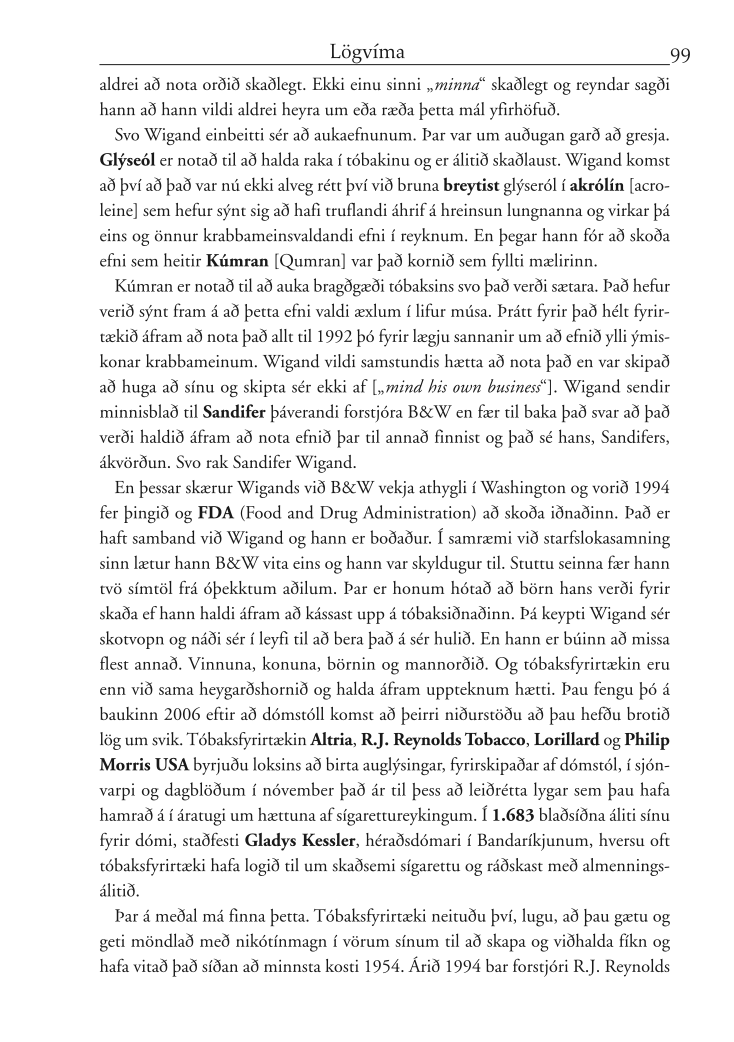 Lögvíma 99
aldrei að nota orðið skaðlegt. Ekki einu sinni „minna“ skaðlegt og reyndar sagði
hann að hann vildi aldrei heyra um eða ræða þetta mál yfirhöfuð.
Svo Wigand einbeitti sér að aukaefnunum. Þar var um auðugan garð að gresja.
Glýseól er notað til að halda raka í tóbakinu og er álitið skaðlaust. Wigand komst
að því að það var nú ekki alveg rétt því við bruna breytist glýseról í akrólín [acro-
leine] sem hefur sýnt sig að hafi truflandi áhrif á hreinsun lungnanna og virkar þá
eins og önnur krabbameinsvaldandi efni í reyknum. En þegar hann fór að skoða
efni sem heitir Kúmran [Qumran] var það kornið sem fyllti mælirinn.
Kúmran er notað til að auka bragðgæði tóbaksins svo það verði sætara. Það hefur
verið sýnt fram á að þetta efni valdi æxlum í lifur músa. Þrátt fyrir það hélt fyrir-
tækið áfram að nota það allt til 1992 þó fyrir lægju sannanir um að efnið ylli ýmis-
konar krabbameinum. Wigand vildi samstundis hætta að nota það en var skipað
að huga að sínu og skipta sér ekki af [„mind his own business“]. Wigand sendir
minnisblað til Sandifer þáverandi forstjóra B&W en fær til baka það svar að það
verði haldið áfram að nota efnið þar til annað finnist og það sé hans, Sandifers,
ákvörðun. Svo rak Sandifer Wigand.
En þessar skærur Wigands við B&W vekja athygli í Washington og vorið 1994
fer þingið og FDA (Food and Drug Administration) að skoða iðnaðinn. Það er
haft samband við Wigand og hann er boðaður. Í samræmi við starfslokasamning
sinn lætur hann B&W vita eins og hann var skyldugur til. Stuttu seinna fær hann
tvö símtöl frá óþekktum aðilum. Þar er honum hótað að börn hans verði fyrir
skaða ef hann haldi áfram að kássast upp á tóbaksiðnaðinn. Þá keypti Wigand sér
skotvopn og náði sér í leyfi til að bera það á sér hulið. En hann er búinn að missa
flest annað. Vinnuna, konuna, börnin og mannorðið. Og tóbaksfyrirtækin eru
enn við sama heygarðshornið og halda áfram uppteknum hætti. Þau fengu þó á
baukinn 2006 eftir að dómstóll komst að þeirri niðurstöðu að þau hefðu brotið
lög um svik. Tóbaksfyrirtækin Altria, R.J. Reynolds Tobacco, Lorillard og Philip
Morris USA byrjuðu loksins að birta auglýsingar, fyrirskipaðar af dómstól, í sjón-
varpi og dagblöðum í nóvember það ár til þess að leiðrétta lygar sem þau hafa
hamrað á í áratugi um hættuna af sígarettureykingum. Í 1.683 blaðsíðna áliti sínu
fyrir dómi, staðfesti Gladys Kessler, héraðsdómari í Bandaríkjunum, hversu oft
tóbaksfyrirtæki hafa logið til um skaðsemi sígarettu og ráðskast með almennings-
álitið.
Þar á meðal má finna þetta. Tóbaksfyrirtæki neituðu því, lugu, að þau gætu og
geti möndlað með nikótínmagn í vörum sínum til að skapa og viðhalda fíkn og
hafa vitað það síðan að minnsta kosti 1954. Árið 1994 bar forstjóri R.J. Reynolds